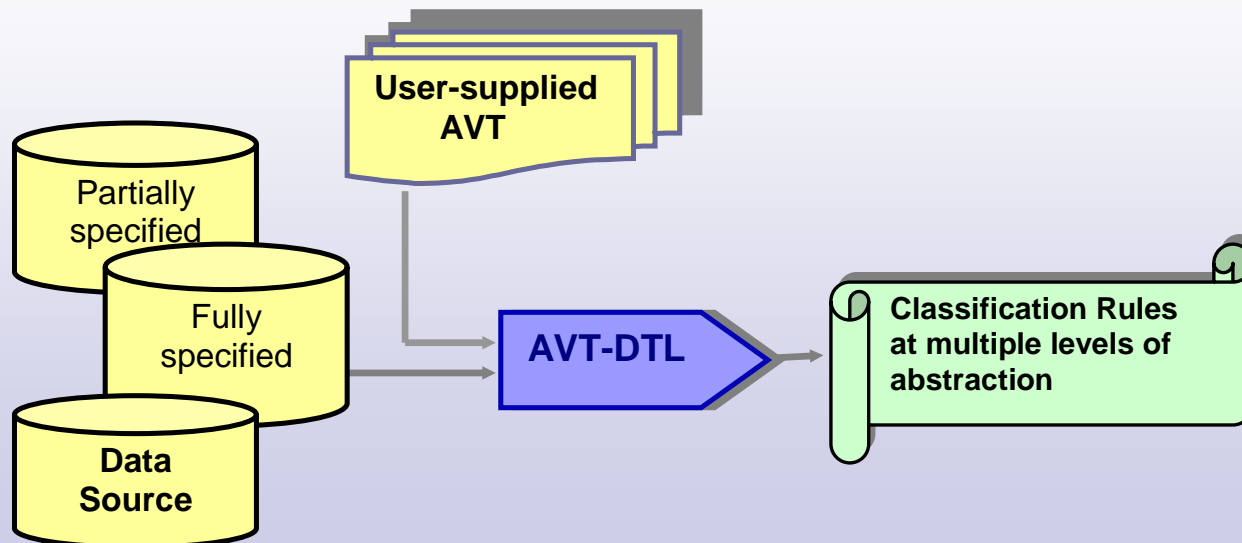 User-supplied
AVT
Partially
specified
Fully
specified
Data
Source
AVT-DTL
Classification Rules
at multiple levels of
abstraction